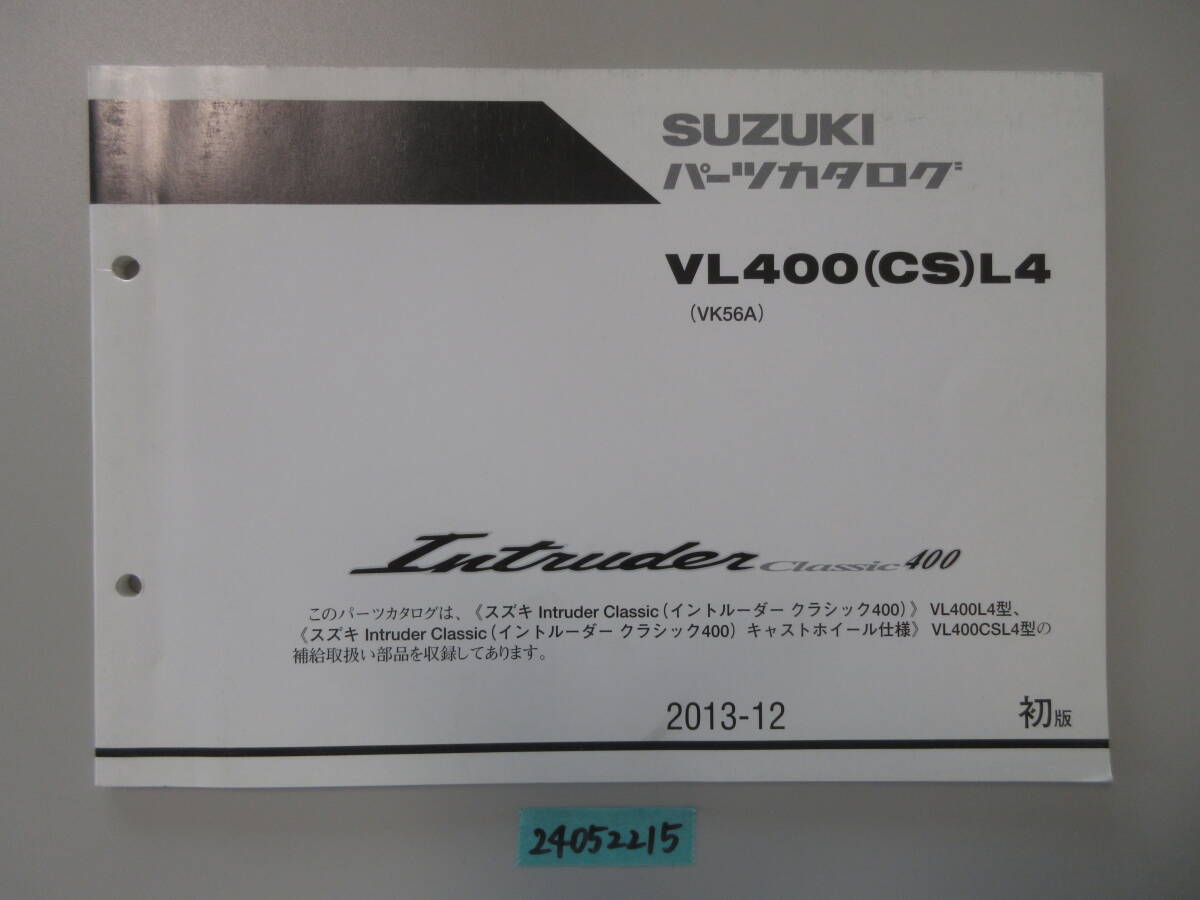 SUZUKI
パーツカタログ
VL400(CS)L4
(VK56A)
Intruder Classic 400
このパーツカタログは、《スズキ Intruder Classic（イントルーダー クラシック400）》 VL400L4型、
《スズキ Intruder Classic（イントルーダー クラシック400） キャストホイール仕様》 VL400CSL4型の
補給取扱い部品を収録してあります。
2013-12 初版
24052215